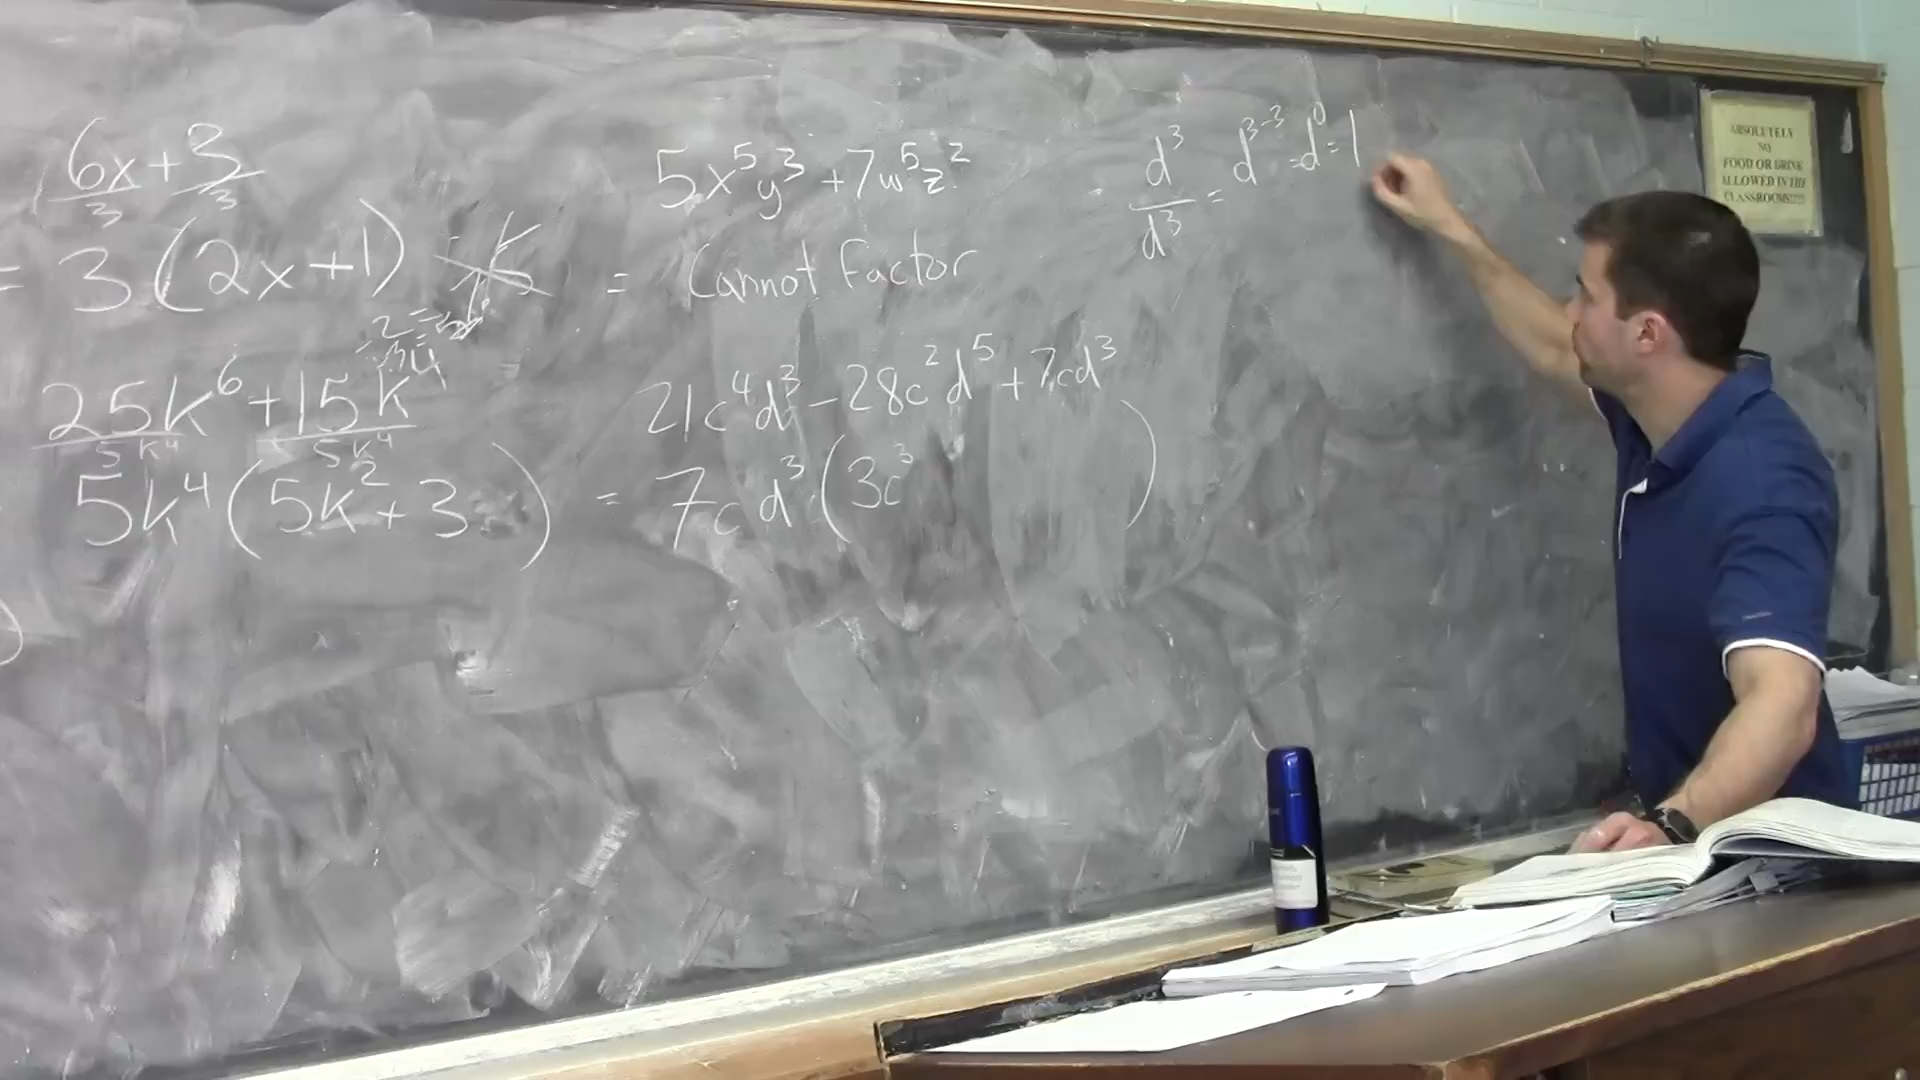 6x + 3
3 3
= 3 (2x + 1)
25k⁶ + 15k⁴
5k⁴ 5k⁴
5k⁴ (5k² + 3)
5x⁵y³ + 7w⁵z²
= Cannot Factor
21c⁴d³ - 28c²d⁵ + 7cd³
= 7cd³ (3c³ )
d³/d³ = d³⁻³ = d⁰ = 1
ABSOLUTELY
NO
FOOD OR DRINK
ALLOWED IN THE
CLASSROOMS!!!!